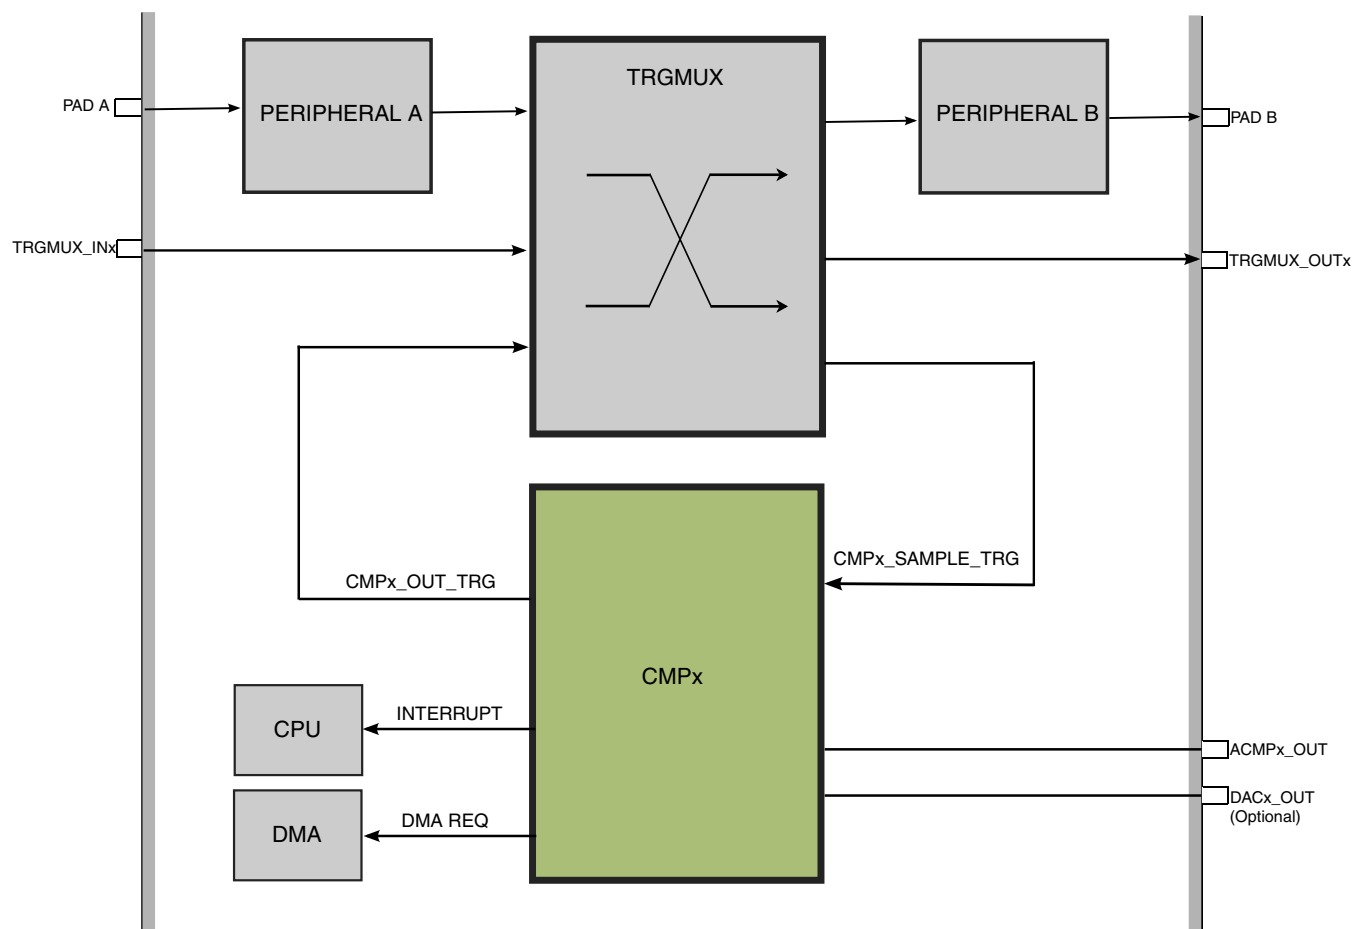 TRGMUX
PAD A
PERIPHERAL A
PERIPHERAL B
PAD B
TRGMUX_INx
TRGMUX_OUTx
CMPx_SAMPLE_TRG
CMPx_OUT_TRG
CMPx
INTERRUPT
CPU
ACMPx_OUT
DACx_OUT
(Optional)
DMA REQ
DMA